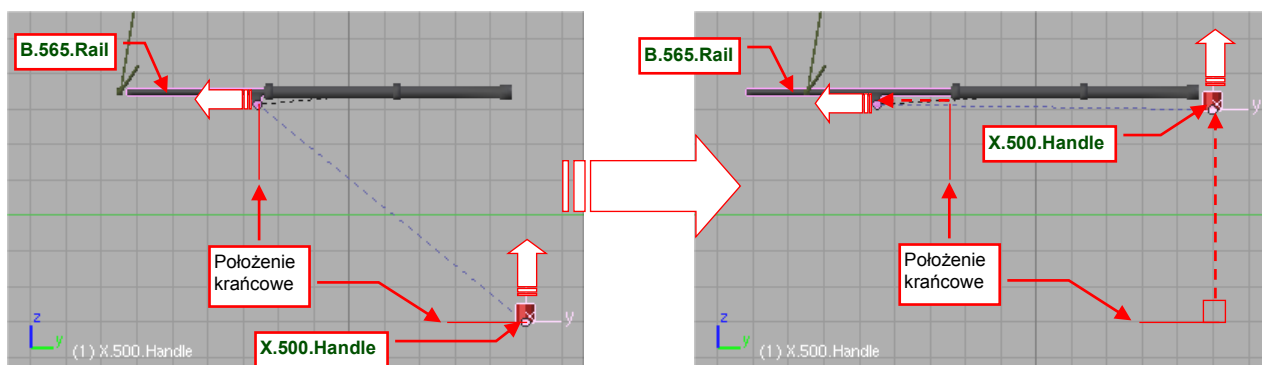 B.565.Rail
Położenie
krańcowe
X.500.Handle
y
z
y
(1) X.500.Handle
B.565.Rail
X.500.Handle
y
Położenie
krańcowe
z
y
(1) X.500.Handle